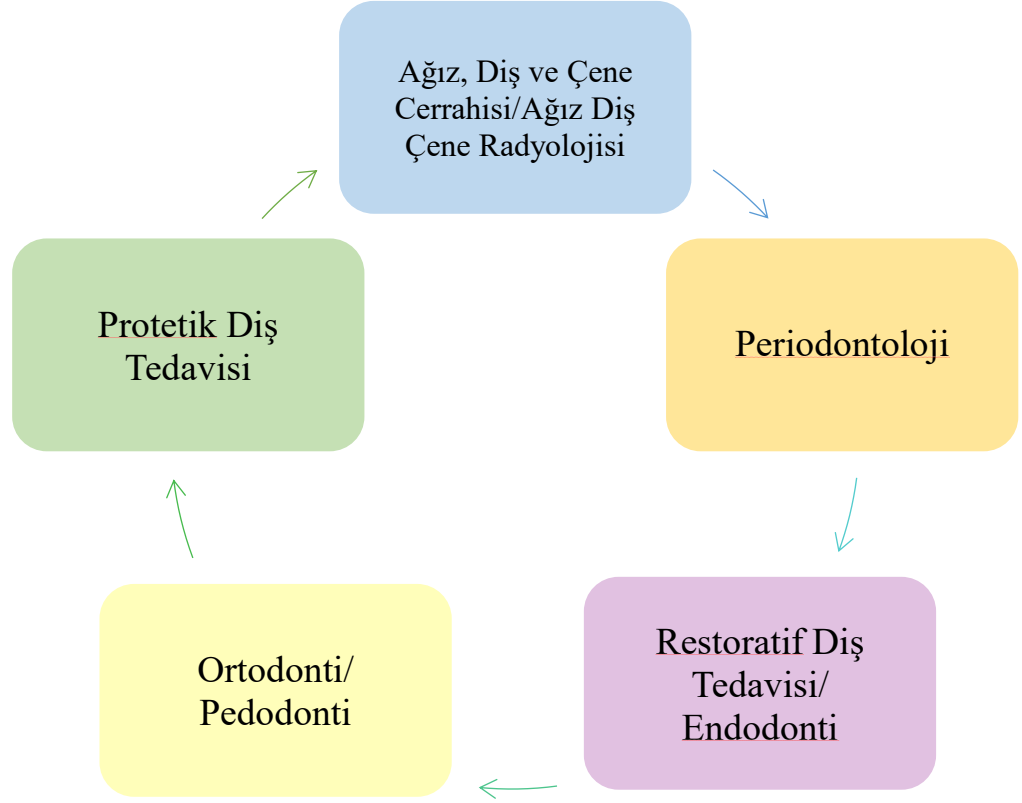 Ağız, Diş ve Çene
Cerrahisi/Ağız Diş
Çene Radyolojisi
Protetik Diş
Tedavisi
Periodontoloji
Ortodonti/
Pedodonti
Restoratif Diş
Tedavisi/
Endodonti